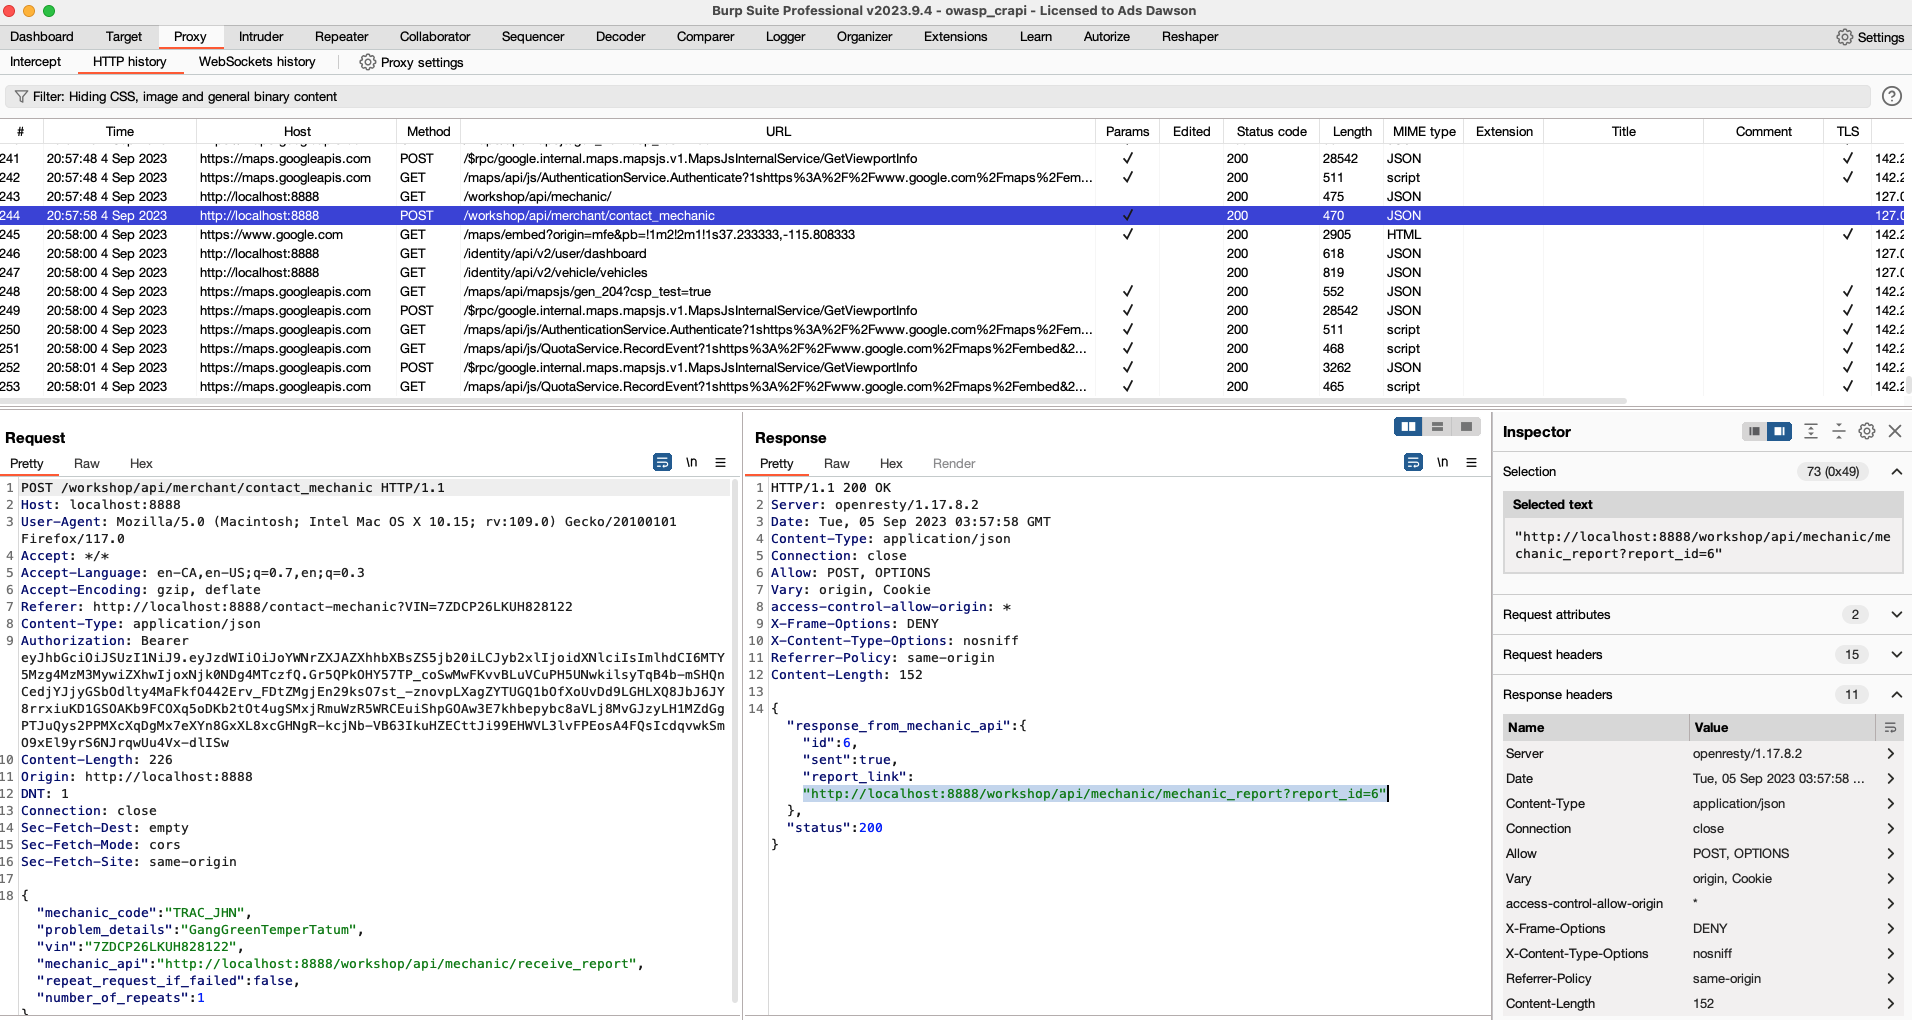 Burp Suite Professional v2023.9.4 - owasp_crapi - Licensed to Ads Dawson
Dashboard Target Proxy Intruder Repeater Collaborator Sequencer Decoder Comparer Logger Organizer Extensions Learn Autorize Reshaper Settings
Intercept HTTP history WebSockets history Proxy settings
Filter: Hiding CSS, image and general binary content
# Time Host Method URL Params Edited Status code Length MIME type Extension Title Comment TLS
241 20:57:48 4 Sep 2023 https://maps.googleapis.com POST /$rpc/google.internal.maps.mapsjs.v1.MapsJsInternalService/GetViewportInfo ✓ 200 28542 JSON ✓ 142.2
242 20:57:48 4 Sep 2023 https://maps.googleapis.com GET /maps/api/js/AuthenticationService.Authenticate?1shttps%3A%2F%2Fwww.google.com%2Fmaps%2Fem... ✓ 200 511 script ✓ 142.2
243 20:57:48 4 Sep 2023 http://localhost:8888 GET /workshop/api/mechanic/ 200 475 JSON 127.0
244 20:57:58 4 Sep 2023 http://localhost:8888 POST /workshop/api/merchant/contact_mechanic ✓ 200 470 JSON 127.0
245 20:58:00 4 Sep 2023 https://www.google.com GET /maps/embed?origin=mfe&pb=!1m2!2m1!1s37.233333,-115.808333 ✓ 200 2905 HTML ✓ 142.2
246 20:58:00 4 Sep 2023 http://localhost:8888 GET /identity/api/v2/user/dashboard 200 618 JSON 127.0
247 20:58:00 4 Sep 2023 http://localhost:8888 GET /identity/api/v2/vehicle/vehicles 200 819 JSON 127.0
248 20:58:00 4 Sep 2023 https://maps.googleapis.com GET /maps/api/mapsjs/gen_204?csp_test=true ✓ 200 552 JSON ✓ 142.2
249 20:58:00 4 Sep 2023 https://maps.googleapis.com POST /$rpc/google.internal.maps.mapsjs.v1.MapsJsInternalService/GetViewportInfo ✓ 200 28542 JSON ✓ 142.2
250 20:58:00 4 Sep 2023 https://maps.googleapis.com GET /maps/api/js/AuthenticationService.Authenticate?1shttps%3A%2F%2Fwww.google.com%2Fmaps%2Fem... ✓ 200 511 script ✓ 142.2
251 20:58:00 4 Sep 2023 https://maps.googleapis.com GET /maps/api/js/QuotaService.RecordEvent?1shttps%3A%2F%2Fwww.google.com%2Fmaps%2Fembed&2... ✓ 200 468 script ✓ 142.2
252 20:58:01 4 Sep 2023 https://maps.googleapis.com POST /$rpc/google.internal.maps.mapsjs.v1.MapsJsInternalService/GetViewportInfo ✓ 200 3262 JSON ✓ 142.2
253 20:58:01 4 Sep 2023 https://maps.googleapis.com GET /maps/api/js/QuotaService.RecordEvent?1shttps%3A%2F%2Fwww.google.com%2Fmaps%2Fembed&2... ✓ 200 465 script ✓ 142.2
Request
Pretty Raw Hex \n
1 POST /workshop/api/merchant/contact_mechanic HTTP/1.1
2 Host: localhost:8888
3 User-Agent: Mozilla/5.0 (Macintosh; Intel Mac OS X 10.15; rv:109.0) Gecko/20100101
Firefox/117.0
4 Accept: */*
5 Accept-Language: en-CA,en-US;q=0.7,en;q=0.3
6 Accept-Encoding: gzip, deflate
7 Referer: http://localhost:8888/contact-mechanic?VIN=7ZDCP26LKUH828122
8 Content-Type: application/json
9 Authorization: Bearer
eyJhbGciOiJSUzI1NiJ9.eyJzdWIiOiJoYWNrZXJAZXhhbXBsZS5jb20iLCJyb2xlIjoidXNlciIsImlhdCI6MTY
5Mzg4MzM3MywiZXhwIjoxNjk0NDg4MTczfQ.Gr5QPkOHY57TP_coSwMwFKvvBLuVCuPH5UNwkilsyTqB4b-mSHQn
CedjYJjyGSbOdlty4MaFkfO442Erv_FDtZMgjEn29ksO7st_-znovpLXagZYTUGQ1bOfXoUvDd9LGHLXQ8JbJ6JY
8rrxiuKD1GSOAKb9FCOXq5oDKb2tOt4ugSMxjRmuWzR5WRCEuiShpGOAw3E7khbepybc8aVLj8MvGJzyLH1MZdGg
PTJuQys2PPMXcXqDgMx7eXYn8GxXL8xcGHNgR-kcjNb-VB63IkuHZECttJi99EHWVL3lvFPEosA4FQsIcdqvwkSm
O9xEl9yrS6NJrqwUu4Vx-dlISw
10 Content-Length: 226
11 Origin: http://localhost:8888
12 DNT: 1
13 Connection: close
14 Sec-Fetch-Dest: empty
15 Sec-Fetch-Mode: cors
16 Sec-Fetch-Site: same-origin
17
18 {
"mechanic_code":"TRAC_JHN",
"problem_details":"GangGreenTemperTatum",
"vin":"7ZDCP26LKUH828122",
"mechanic_api":"http://localhost:8888/workshop/api/mechanic/receive_report",
"repeat_request_if_failed":false,
"number_of_repeats":1
}
Response
Pretty Raw Hex Render \n
1 HTTP/1.1 200 OK
2 Server: openresty/1.17.8.2
3 Date: Tue, 05 Sep 2023 03:57:58 GMT
4 Content-Type: application/json
5 Connection: close
6 Allow: POST, OPTIONS
7 Vary: origin, Cookie
8 access-control-allow-origin: *
9 X-Frame-Options: DENY
10 X-Content-Type-Options: nosniff
11 Referrer-Policy: same-origin
12 Content-Length: 152
13
14 {
"response_from_mechanic_api":{
"id":6,
"sent":true,
"report_link":
"http://localhost:8888/workshop/api/mechanic/mechanic_report?report_id=6"
},
"status":200
}
Inspector
Selection 73 (0x49)
Selected text
"http://localhost:8888/workshop/api/mechanic/me
chanic_report?report_id=6"
Request attributes 2
Request headers 15
Response headers 11
Name Value
Server openresty/1.17.8.2
Date Tue, 05 Sep 2023 03:57:58 ...
Content-Type application/json
Connection close
Allow POST, OPTIONS
Vary origin, Cookie
access-control-allow-origin *
X-Frame-Options DENY
X-Content-Type-Options nosniff
Referrer-Policy same-origin
Content-Length 152